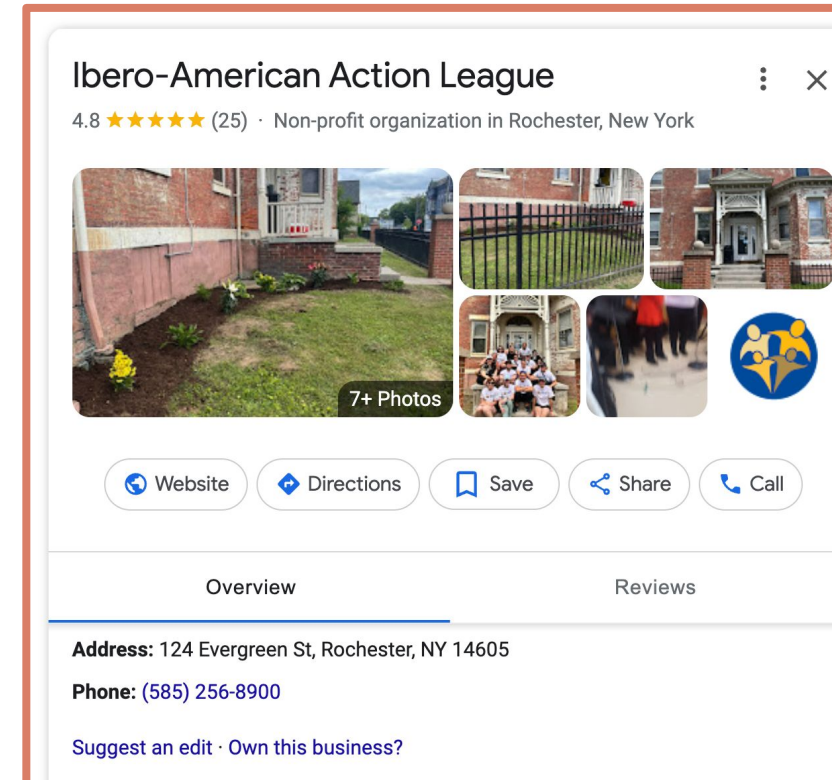 Ibero-American Action League
4.8 ★★★★★ (25) · Non-profit organization in Rochester, New York
7+ Photos
Website Directions Save Share Call
Overview Reviews
Address: 124 Evergreen St, Rochester, NY 14605
Phone: (585) 256-8900
Suggest an edit · Own this business?